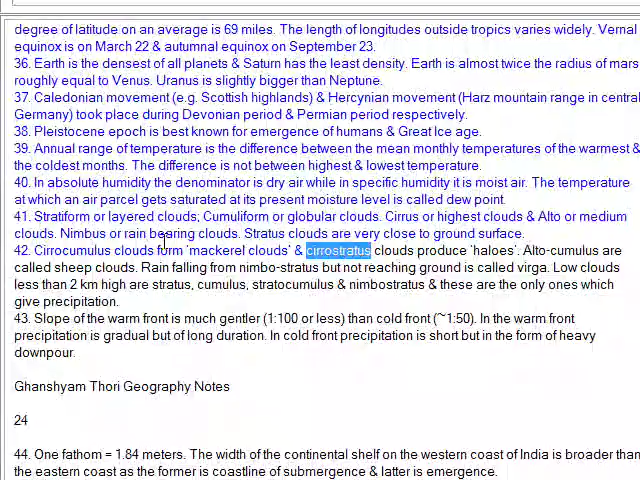 degree of latitude on an average is 69 miles. The length of longitudes outside tropics varies widely. Vernal
equinox is on March 22 & autumnal equinox on September 23.
36. Earth is the densest of all planets & Saturn has the least density. Earth is almost twice the radius of mars
roughly equal to Venus. Uranus is slightly bigger than Neptune.
37. Caledonian movement (e.g. Scottish highlands) & Hercynian movement (Harz mountain range in central
Germany) took place during Devonian period & Permian period respectively.
38. Pleistocene epoch is best known for emergence of humans & Great Ice age.
39. Annual range of temperature is the difference between the mean monthly temperatures of the warmest &
the coldest months. The difference is not between highest & lowest temperature.
40. In absolute humidity the denominator is dry air while in specific humidity it is moist air. The temperature
at which an air parcel gets saturated at its present moisture level is called dew point.
41. Stratiform or layered clouds; Cumuliform or globular clouds. Cirrus or highest clouds & Alto or medium
clouds. Nimbus or rain bearing clouds. Stratus clouds are very close to ground surface.
42. Cirrocumulus clouds form 'mackerel clouds' & cirrostratus clouds produce 'haloes'. Alto-cumulus are
called sheep clouds. Rain falling from nimbo-stratus but not reaching ground is called virga. Low clouds
less than 2 km high are stratus, cumulus, stratocumulus & nimbostratus & these are the only ones which
give precipitation.
43. Slope of the warm front is much gentler (1:100 or less) than cold front (~1:50). In the warm front
precipitation is gradual but of long duration. In cold front precipitation is short but in the form of heavy
downpour.
Ghanshyam Thori Geography Notes
24
44. One fathom = 1.84 meters. The width of the continental shelf on the western coast of India is broader than
the eastern coast as the former is coastline of submergence & latter is emergence.